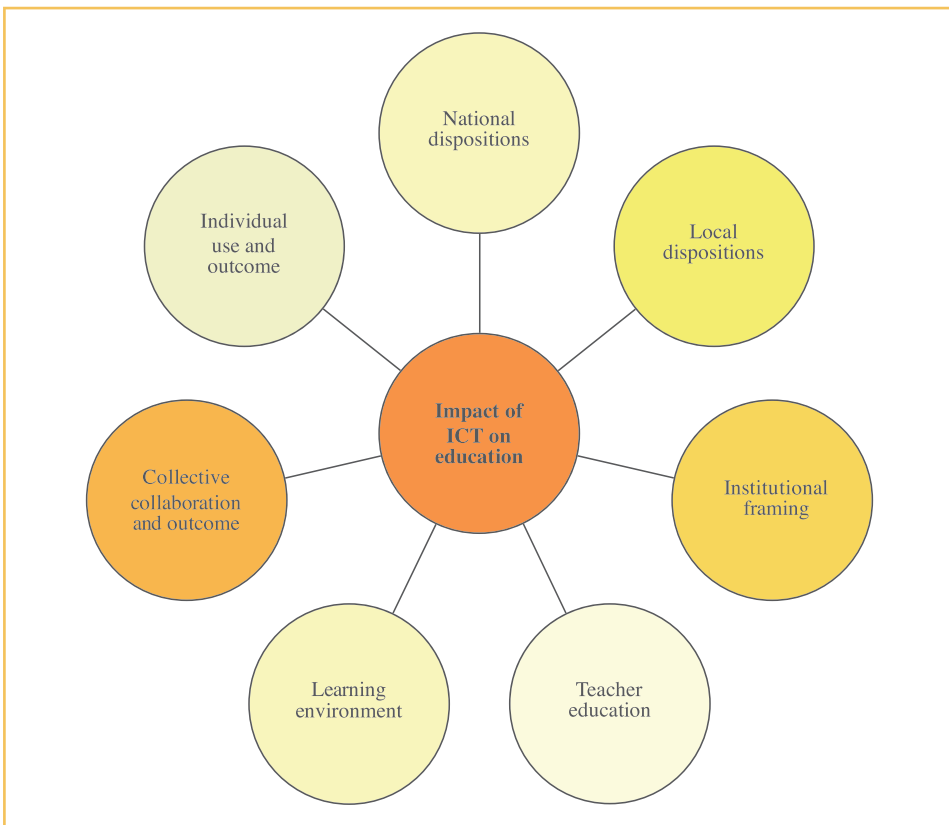 National
dispositions
Local
dispositions
Individual
use and
outcome
Impact of
ICT on
education
Collective
collaboration
and outcome
Institutional
framing
Learning
environment
Teacher
education